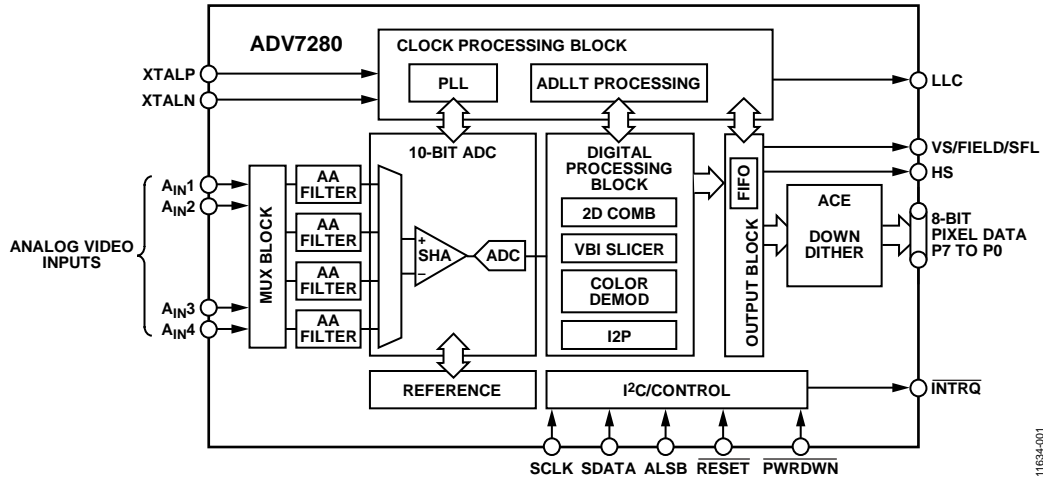 ADV7280
CLOCK PROCESSING BLOCK
XTALP
XTALN
PLL
ADLLT PROCESSING
LLC
10-BIT ADC
DIGITAL
PROCESSING
BLOCK
2D COMB
VBI SLICER
COLOR
DEMOD
I2P
FIFO
OUTPUT BLOCK
VS/FIELD/SFL
HS
ACE
DOWN
DITHER
8-BIT
PIXEL DATA
P7 TO P0
ANALOG VIDEO
INPUTS
AIN1
AIN2
AIN3
AIN4
MUX BLOCK
AA
FILTER
AA
FILTER
AA
FILTER
AA
FILTER
+
SHA
–
ADC
REFERENCE
I2C/CONTROL
INTRQ
SCLK
SDATA
ALSB
RESET
PWRDWN
11634-001